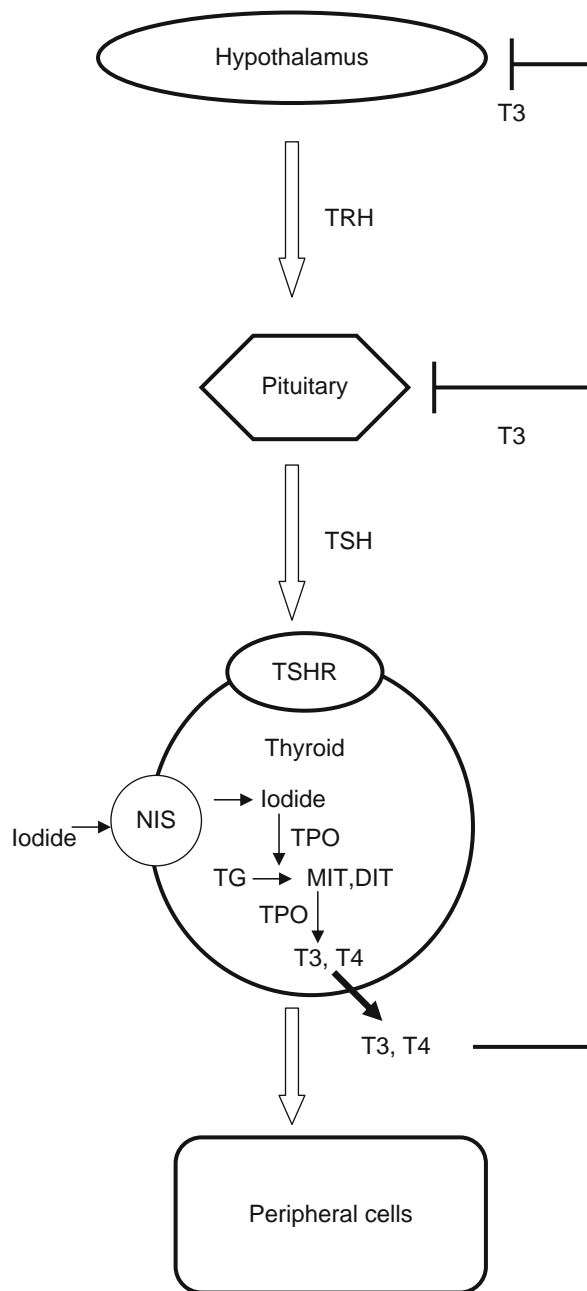 Hypothalamus
T3
TRH
Pituitary
T3
TSH
TSHR
Thyroid
Iodide
NIS
Iodide
TPO
TG
MIT,DIT
TPO
T3, T4
T3, T4
Peripheral cells